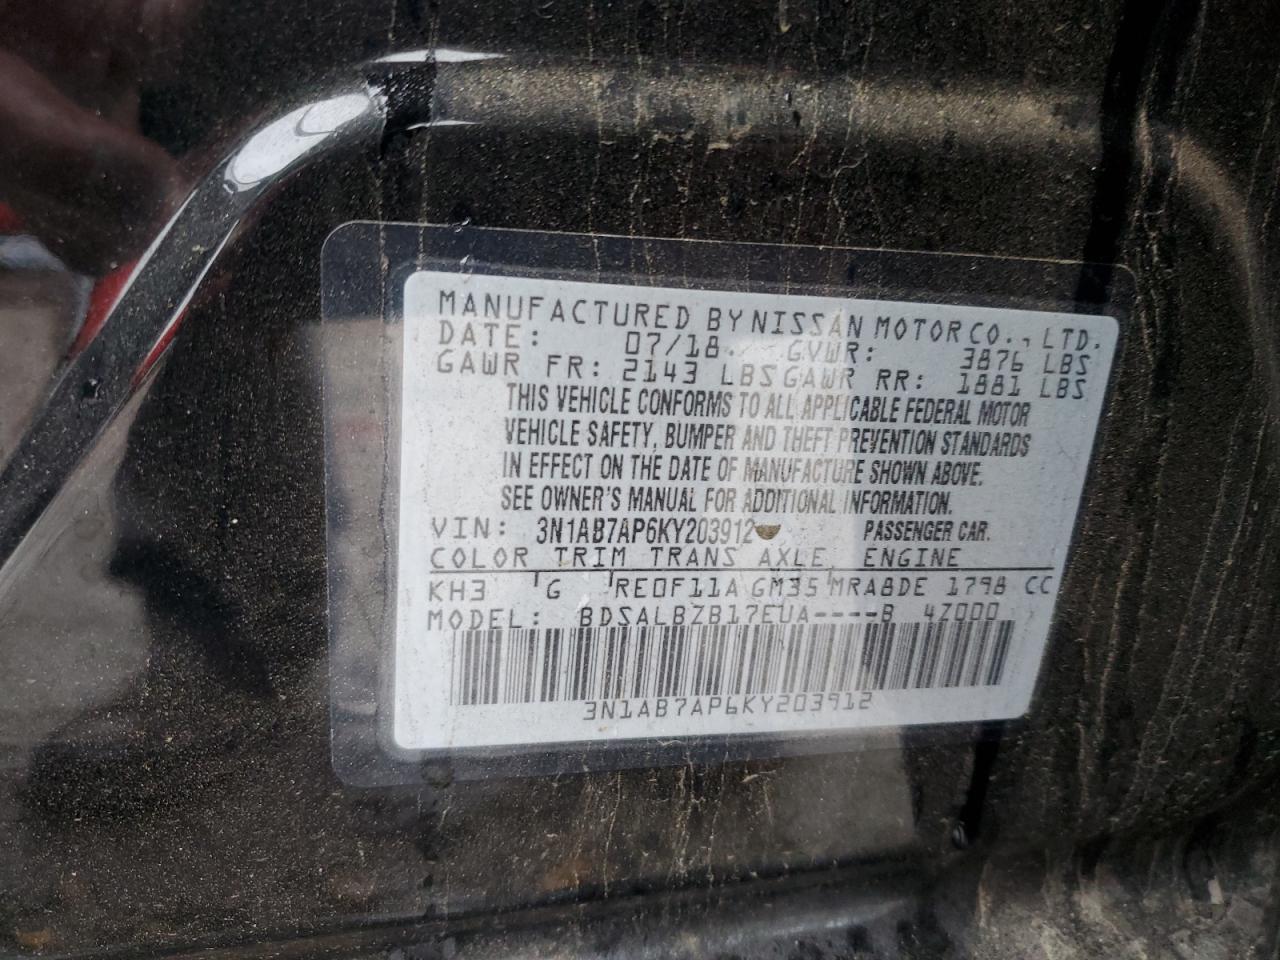 MANUFACTURED BY NISSAN MOTOR CO., LTD.
DATE: 07/18 GVWR: 3876 LBS
GAWR FR: 2143 LBS GAWR RR: 1881 LBS
THIS VEHICLE CONFORMS TO ALL APPLICABLE FEDERAL MOTOR
VEHICLE SAFETY, BUMPER AND THEFT PREVENTION STANDARDS
IN EFFECT ON THE DATE OF MANUFACTURE SHOWN ABOVE.
SEE OWNER'S MANUAL FOR ADDITIONAL INFORMATION.
VIN: 3N1AB7AP6KY203912 PASSENGER CAR.
COLOR TRIM TRANS AXLE ENGINE
KH3 G RE0F11A GM35 MRA8DE 1798 CC
MODEL: BDSALBZB17EUA----B 4Z000
3N1AB7AP6KY203912